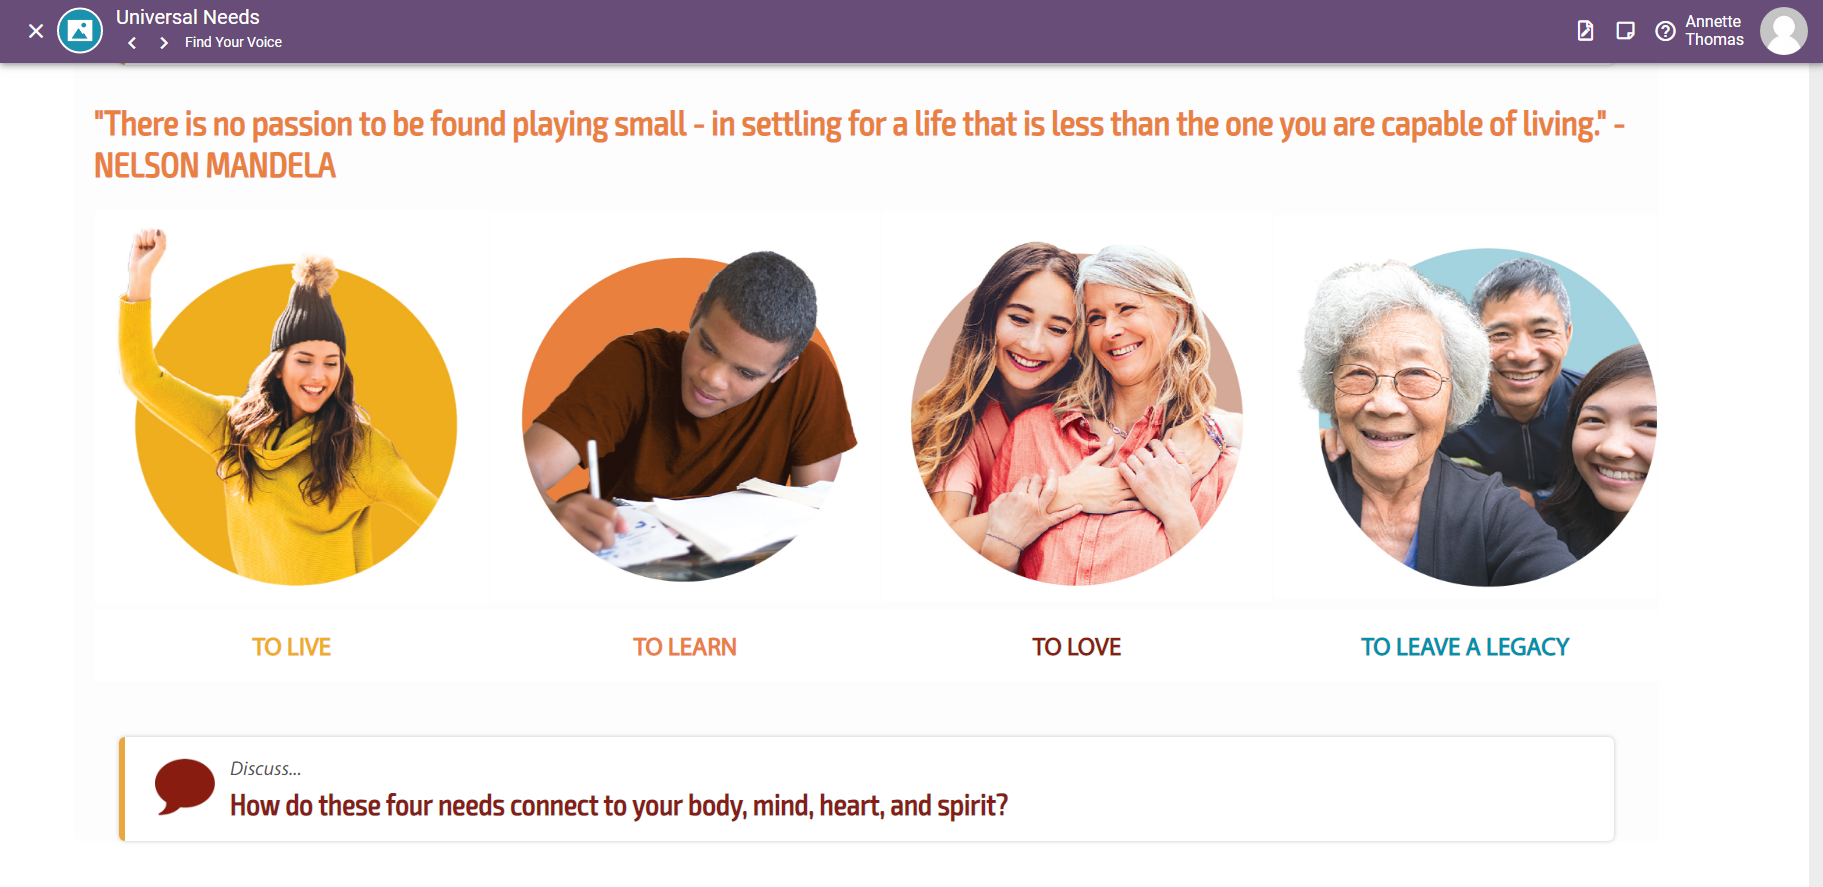 Universal Needs
Find Your Voice
Annette
Thomas
"There is no passion to be found playing small - in settling for a life that is less than the one you are capable of living." -
NELSON MANDELA
TO LIVE
TO LEARN
TO LOVE
TO LEAVE A LEGACY
Discuss...
How do these four needs connect to your body, mind, heart, and spirit?